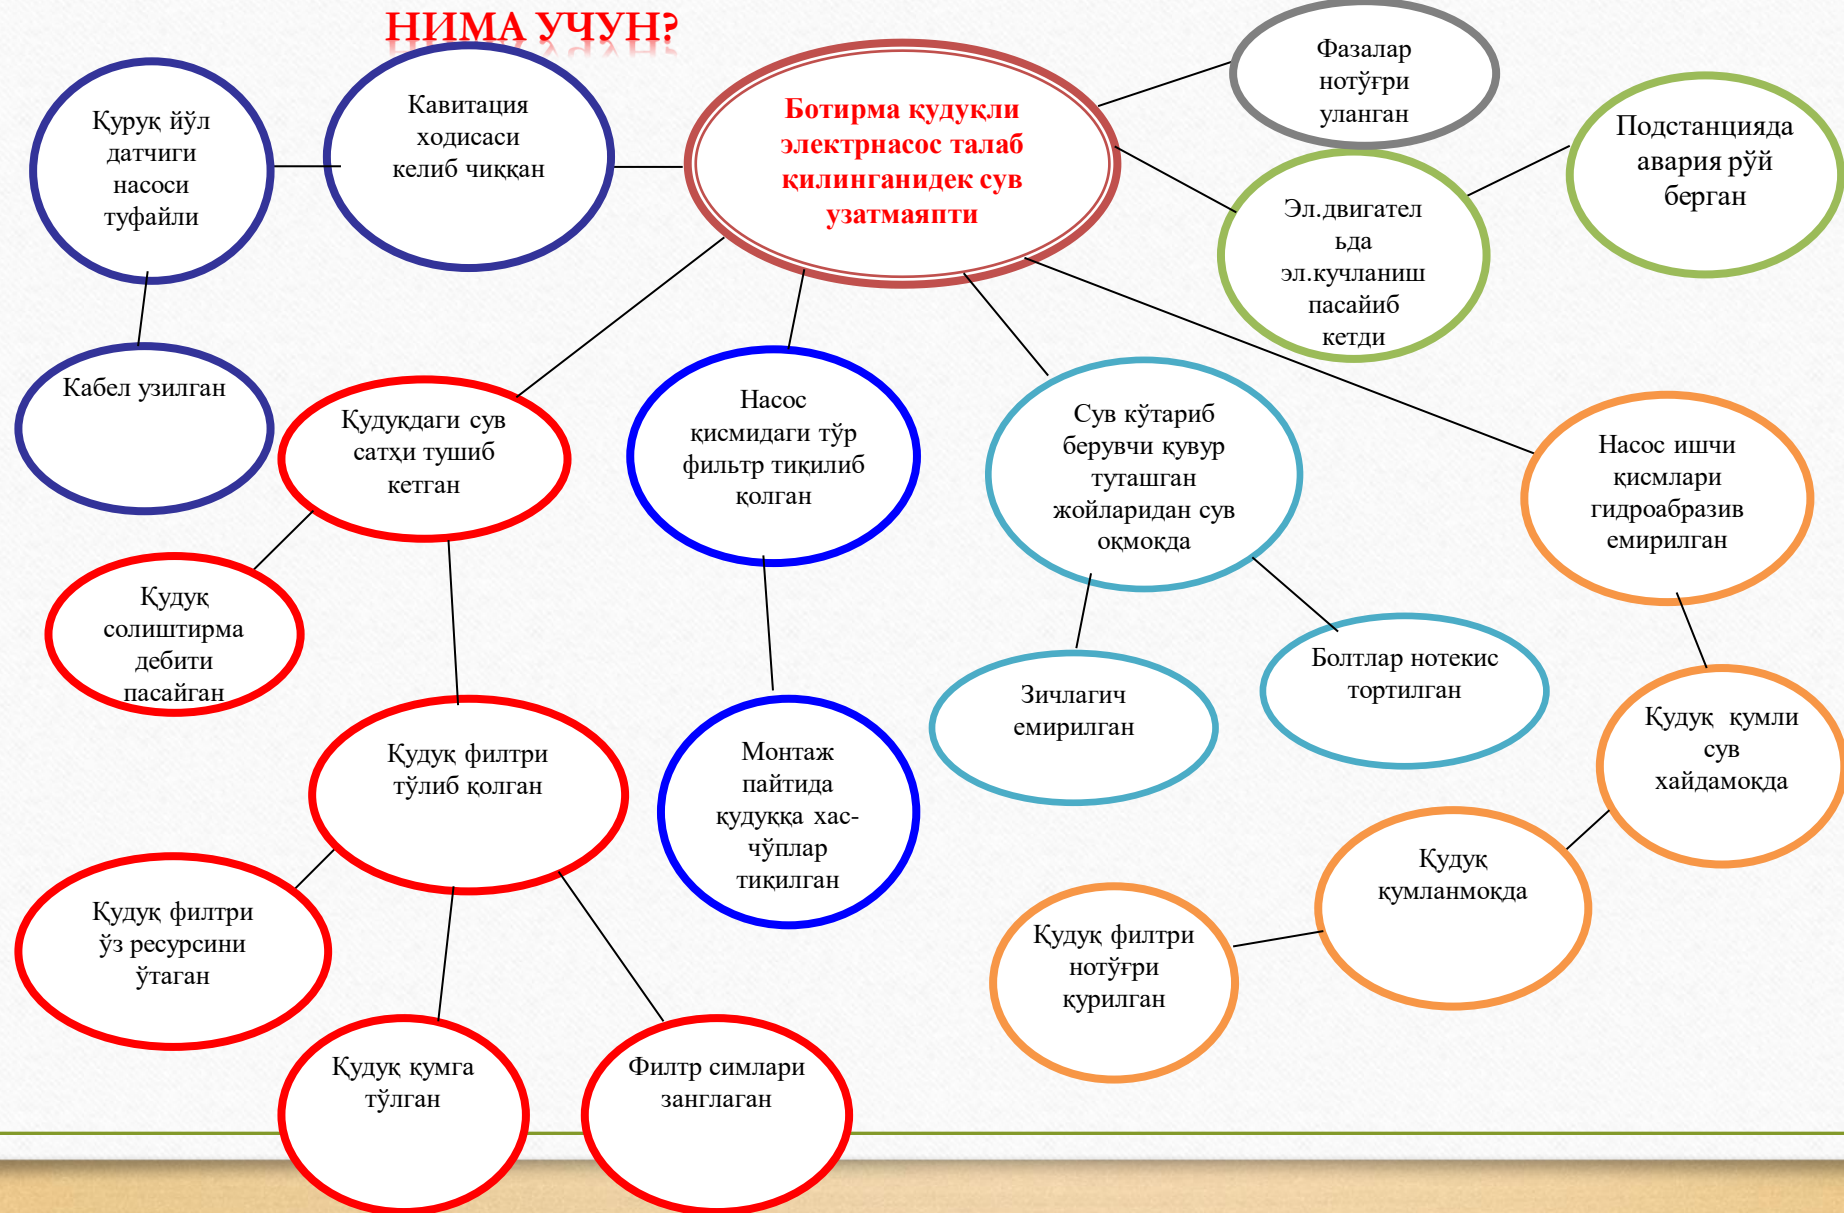 НИМА УЧУН?
Ботирма қудуқли
электрнасос талаб
қилинганидек сув
узатмаяпти
Фазалар
нотўғри
уланган
Эл.двигател
ьда
эл.кучланиш
пасайиб
кетди
Подстанцияда
авария рўй
берган
Кавитация
ходисаси
келиб чиққан
Қуруқ йўл
датчиги
насоси
туфайли
Кабел узилган
Қудуқдаги сув
сатҳи тушиб
кетган
Қудуқ
солиштирма
дебити
пасайган
Қудуқ филтри
тўлиб қолган
Қудуқ филтри
ўз ресурсини
ўтаган
Қудуқ қумга
тўлган
Филтр симлари
занглаган
Насос
қисмидаги тўр
фильтр тиқилиб
қолган
Монтаж
пайтида
қудуққа хас-
чўплар
тиқилган
Сув кўтариб
берувчи қувур
туташган
жойларидан сув
оқмоқда
Зичлагич
емирилган
Болтлар нотекис
тортилган
Насос ишчи
қисмлари
гидроабразив
емирилган
Қудуқ қумли
сув
хайдамоқда
Қудуқ
қумланмоқда
Қудуқ филтри
нотўғри
қурилган